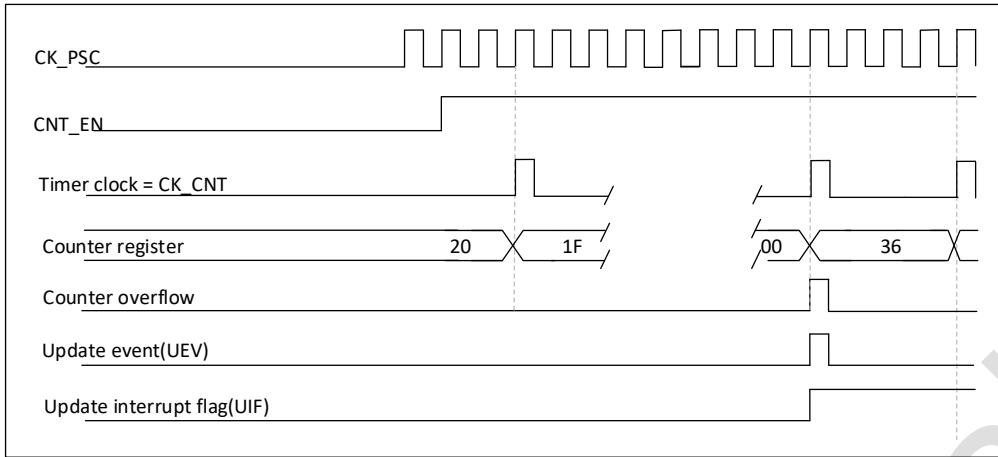 CK_PSC
CNT_EN
Timer clock = CK_CNT
Counter register 20 1F 00 36
Counter overflow
Update event(UEV)
Update interrupt flag(UIF)